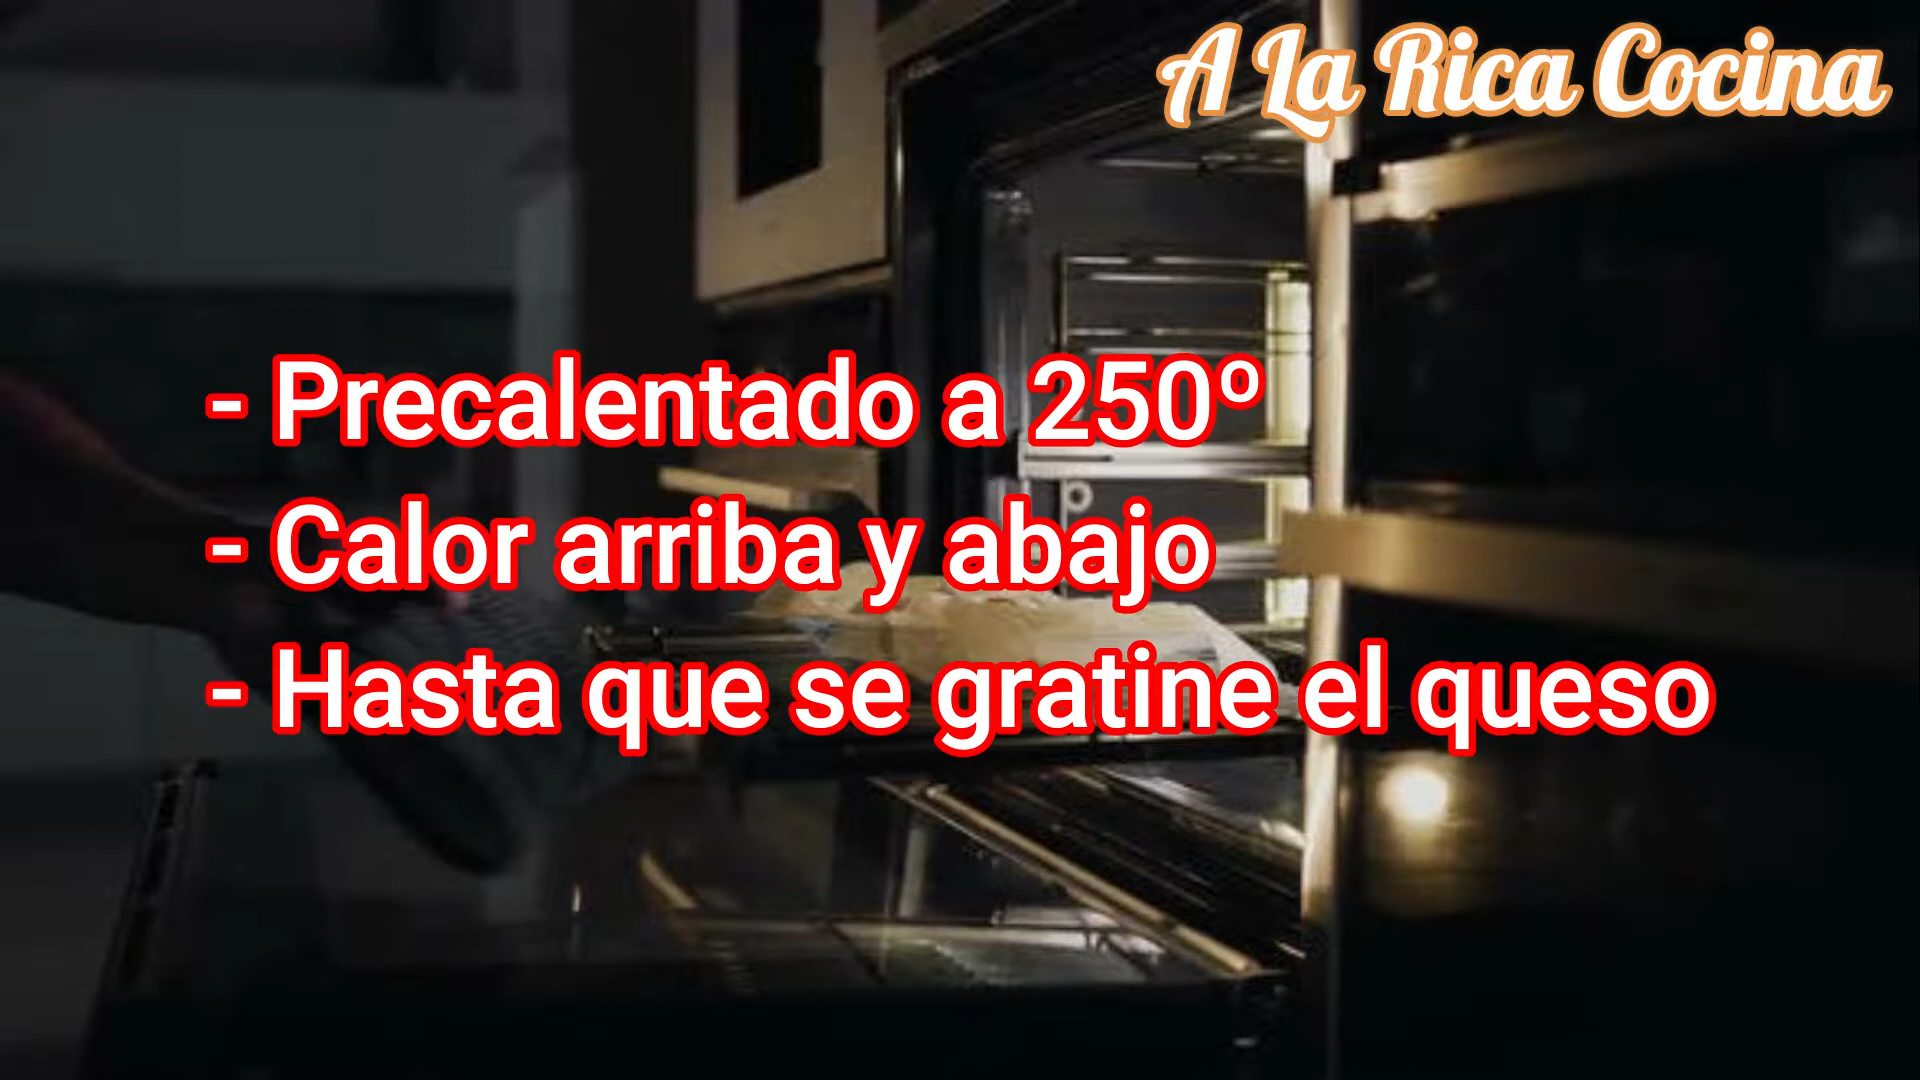 A La Rica Cocina
- Precalentado a 250º
- Calor arriba y abajo
- Hasta que se gratine el queso